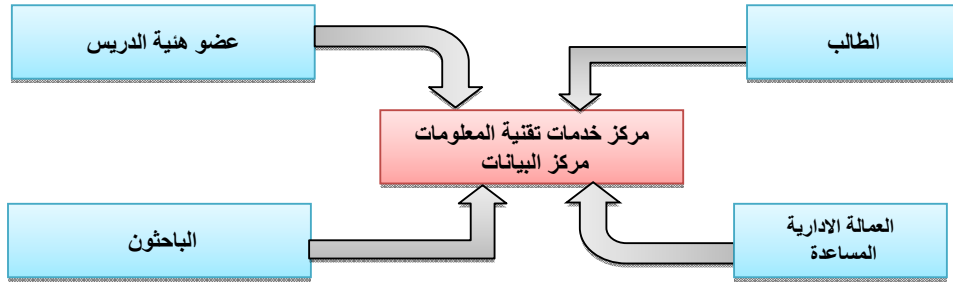 الطالب
عضو هنية الدريس
مركز خدمات تقنية المعلومات
مركز البيانات
العمالة الادارية
المساعدة
الباحثون